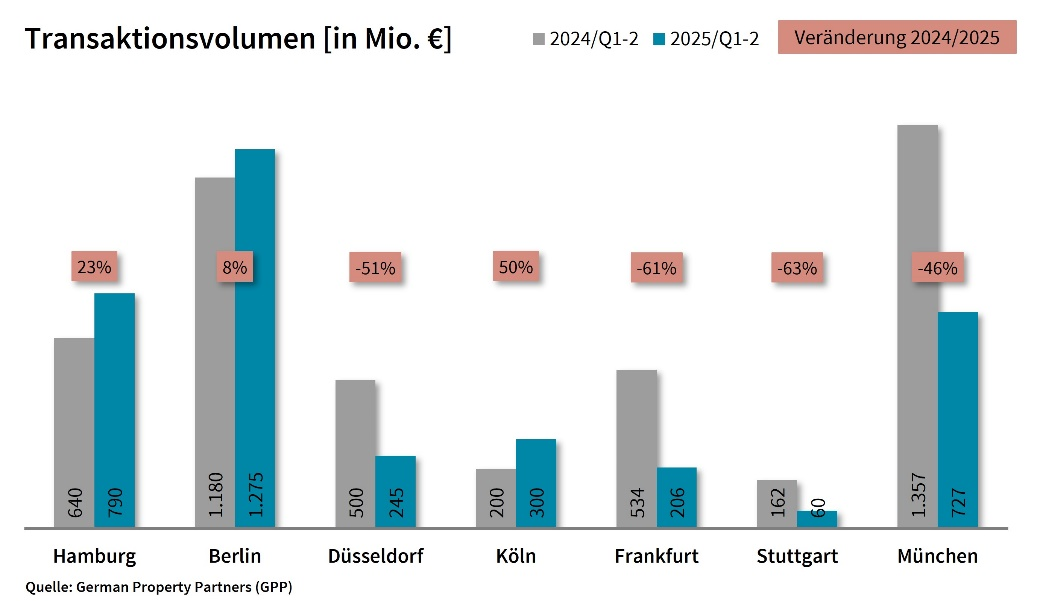 Transaktionsvolumen [in Mio. €]
2024/Q1-2 2025/Q1-2 Veränderung 2024/2025
23% 8% -51% 50% -61% -63% -46%
640 790 1.180 1.275 500 245 200 300 534 206 162 60 1.357 727
Hamburg Berlin Düsseldorf Köln Frankfurt Stuttgart München
Quelle: German Property Partners (GPP)